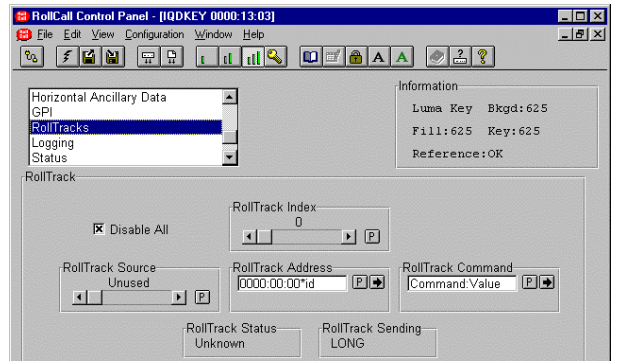 RollCall Control Panel - [IQDKEY 0000:13:03]
File Edit View Configuration Window Help
A A ?
Horizontal Ancillary Data
GPI
RollTracks
Logging
Status
Information
Luma Key Bkgd:625
Fill:625 Key:625
Reference:OK
RollTrack
Disable All
RollTrack Index
0
P
RollTrack Source
Unused
P
RollTrack Address
0000:00:00*id
P
RollTrack Command
Command:Value
P
RollTrack Status
Unknown
RollTrack Sending
LONG